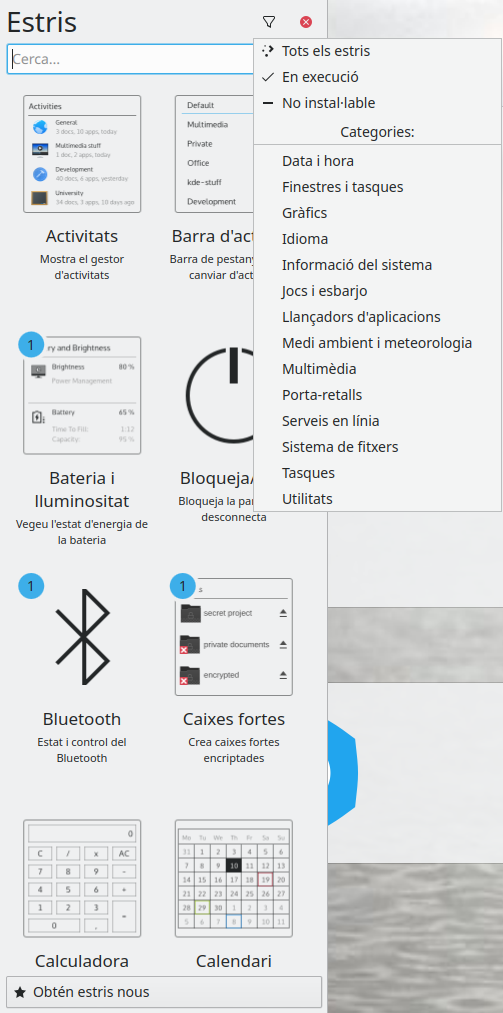 Estris
Cerca...
Tots els estris
En execució
No instal·lable
Categories:
Data i hora
Finestres i tasques
Gràfics
Idioma
Informació del sistema
Jocs i esbarjo
Llançadors d'aplicacions
Medi ambient i meteorologia
Multimèdia
Porta-retalls
Serveis en línia
Sistema de fitxers
Tasques
Utilitats
Activities
General
3 docs, 10 apps, today
Multimedia stuff
1 doc, 2 apps, today
Development
40 docs, 6 apps, yesterday
University
34 docs, 3 apps, 10 days ago
Activitats
Mostra el gestor
d'activitats
Default
Multimedia
Private
Office
kde-stuff
Development
Barra d'act
Barra de pestany
canviar d'act
1
ry and Brightness
Brightness 80 %
Power Management
Battery 65 %
Time To Fill: 1:12
Capacity: 95 %
Bateria i
lluminositat
Vegeu l'estat d'energia de
la bateria
Bloqueja/
Bloqueja la pa
desconnecta
1
Bluetooth
Estat i control del
Bluetooth
1
s
secret project
private documents
encrypted
Caixes fortes
Crea caixes fortes
encriptades
0
C / x AC
7 8 9 -
4 5 6 +
1 2 3 =
0 ,
Calculadora
Mo Tu We Th Fr Sa Su
31 1 2 3 4 5 6
7 8 9 10 11 12 13
14 15 16 17 18 19 20
21 22 23 24 25 26 27
28 29 30 1 2 3 4
5 6 7 8 9 10 11
Calendari
Obtén estris nous